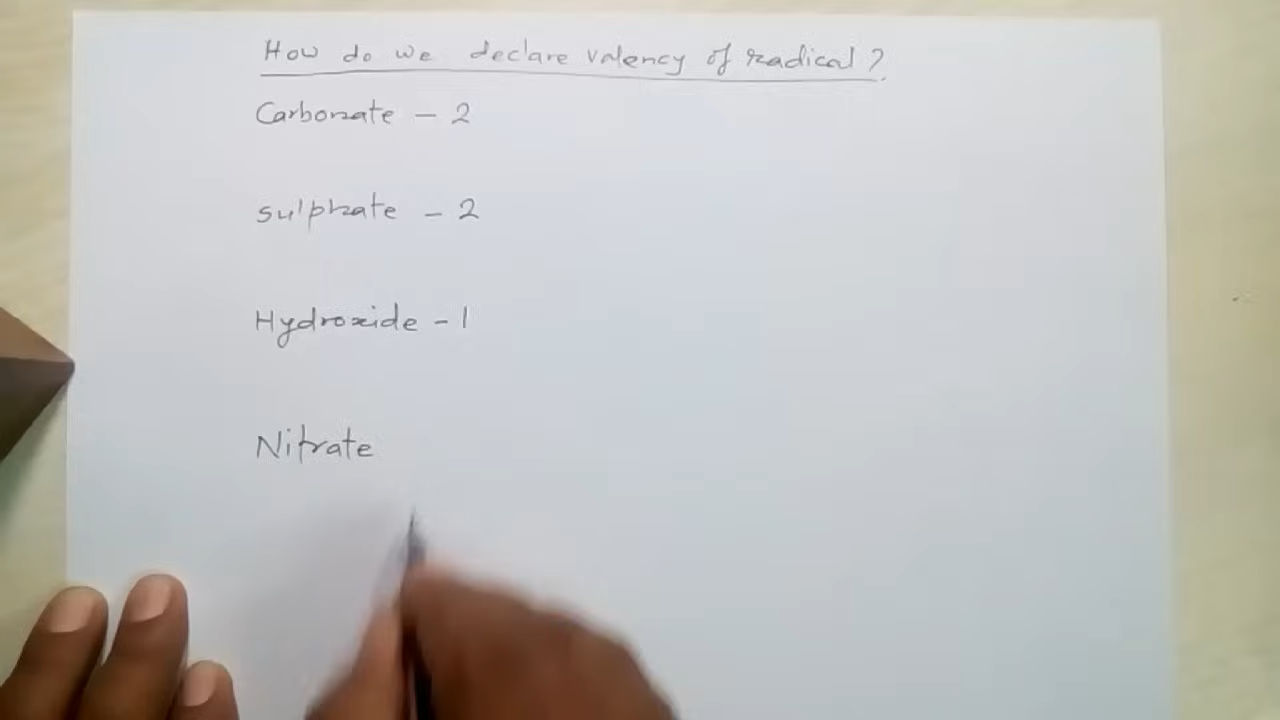 How do we declare valency of radical?
Carbonate - 2
Sulphate - 2
Hydroxide - 1
Nitrate